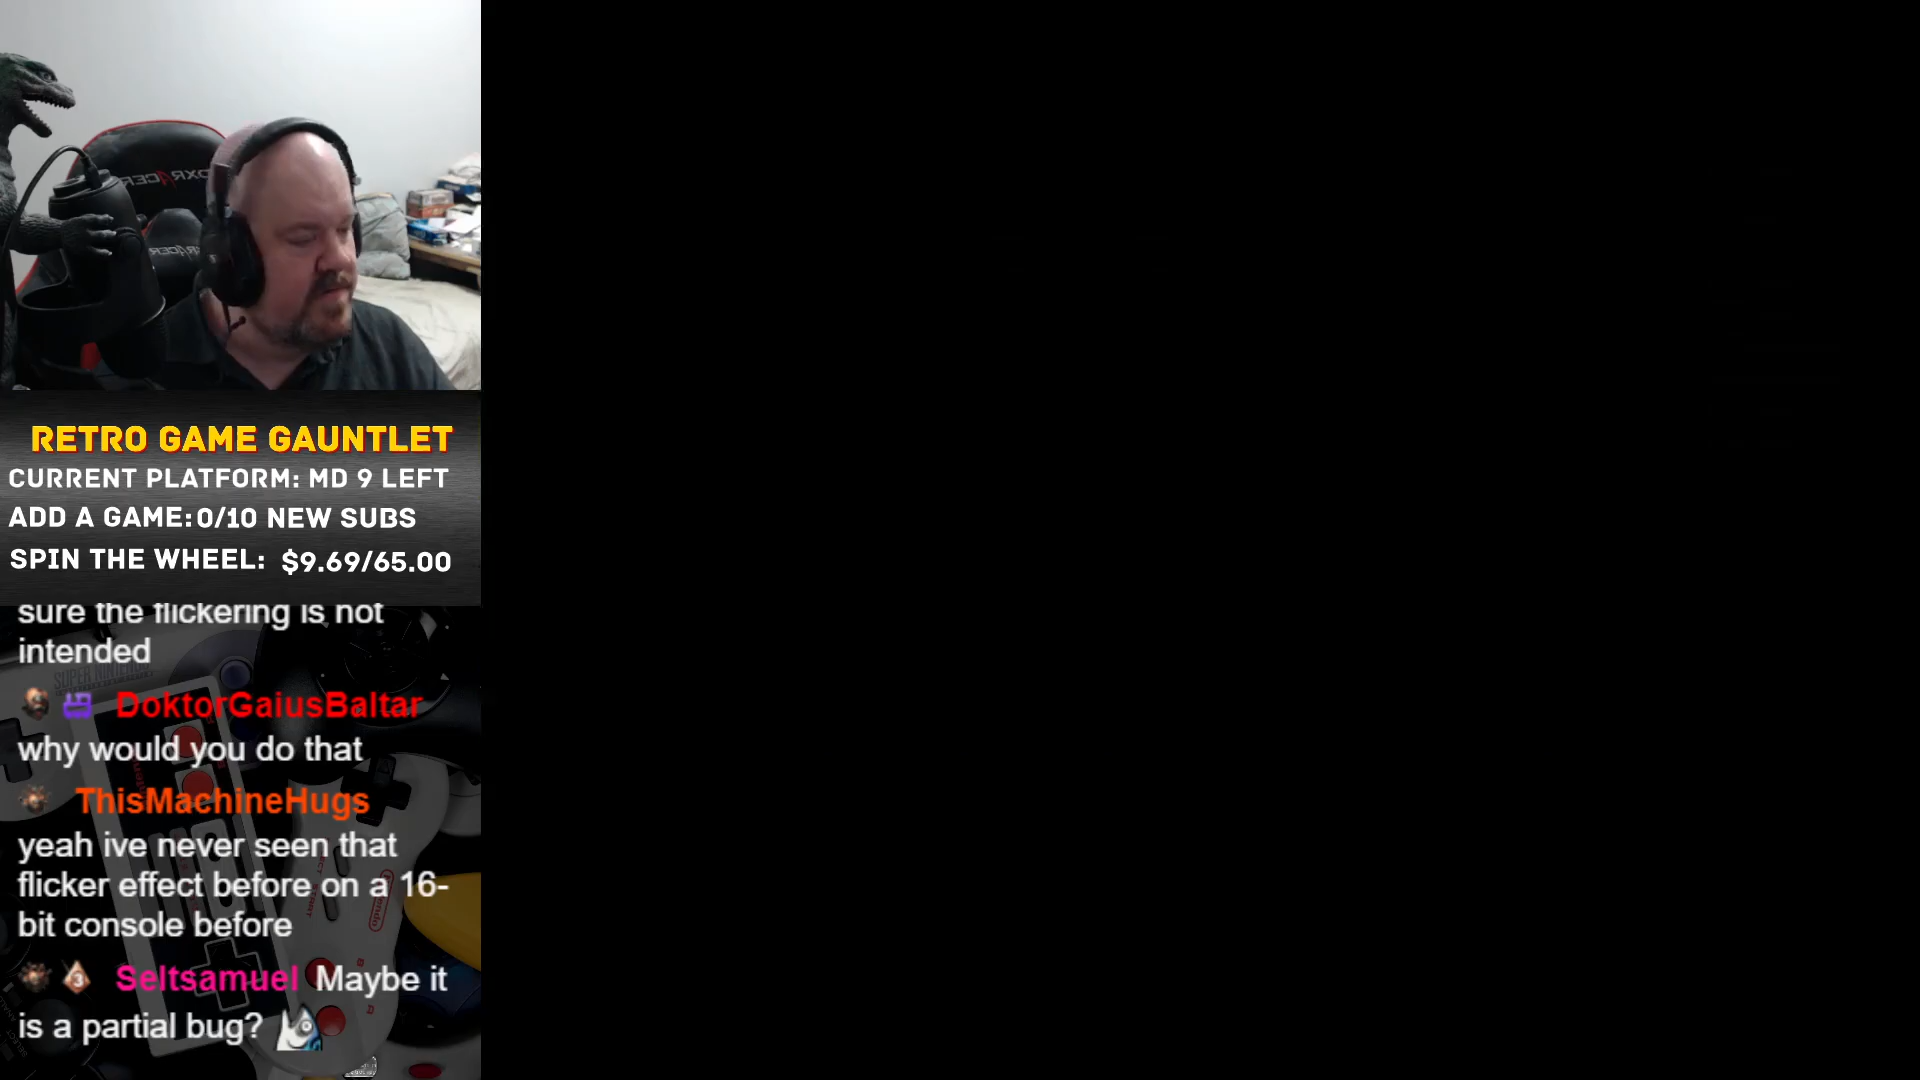 RETRO GAME GAUNTLET
CURRENT PLATFORM: MD 9 LEFT
ADD A GAME: 0/10 NEW SUBS
SPIN THE WHEEL: $9.69/65.00
sure the flickering is not
intended
DoktorGaiusBaltar
why would you do that
ThisMachineHugs
yeah ive never seen that
flicker effect before on a 16-
bit console before
Seltsamuel Maybe it
is a partial bug?